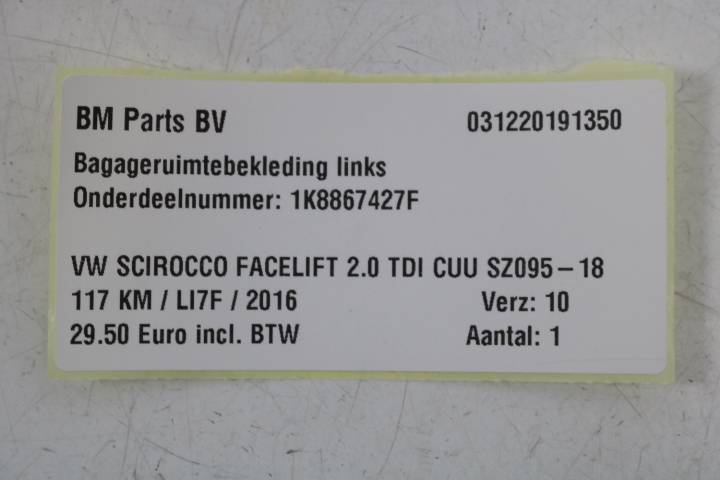 BM Parts BV 031220191350
Bagageruimtebekleding links
Onderdeelnummer: 1K8867427F
VW SCIROCCO FACELIFT 2.0 TDI CUU SZ095-18
117 KM / LI7F / 2016 Verz: 10
29.50 Euro incl. BTW Aantal: 1